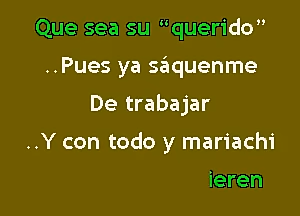 Que sea su "querido"
..Pues ya sáquenme
De trabajar
..Y con todo y mariachi
ieren